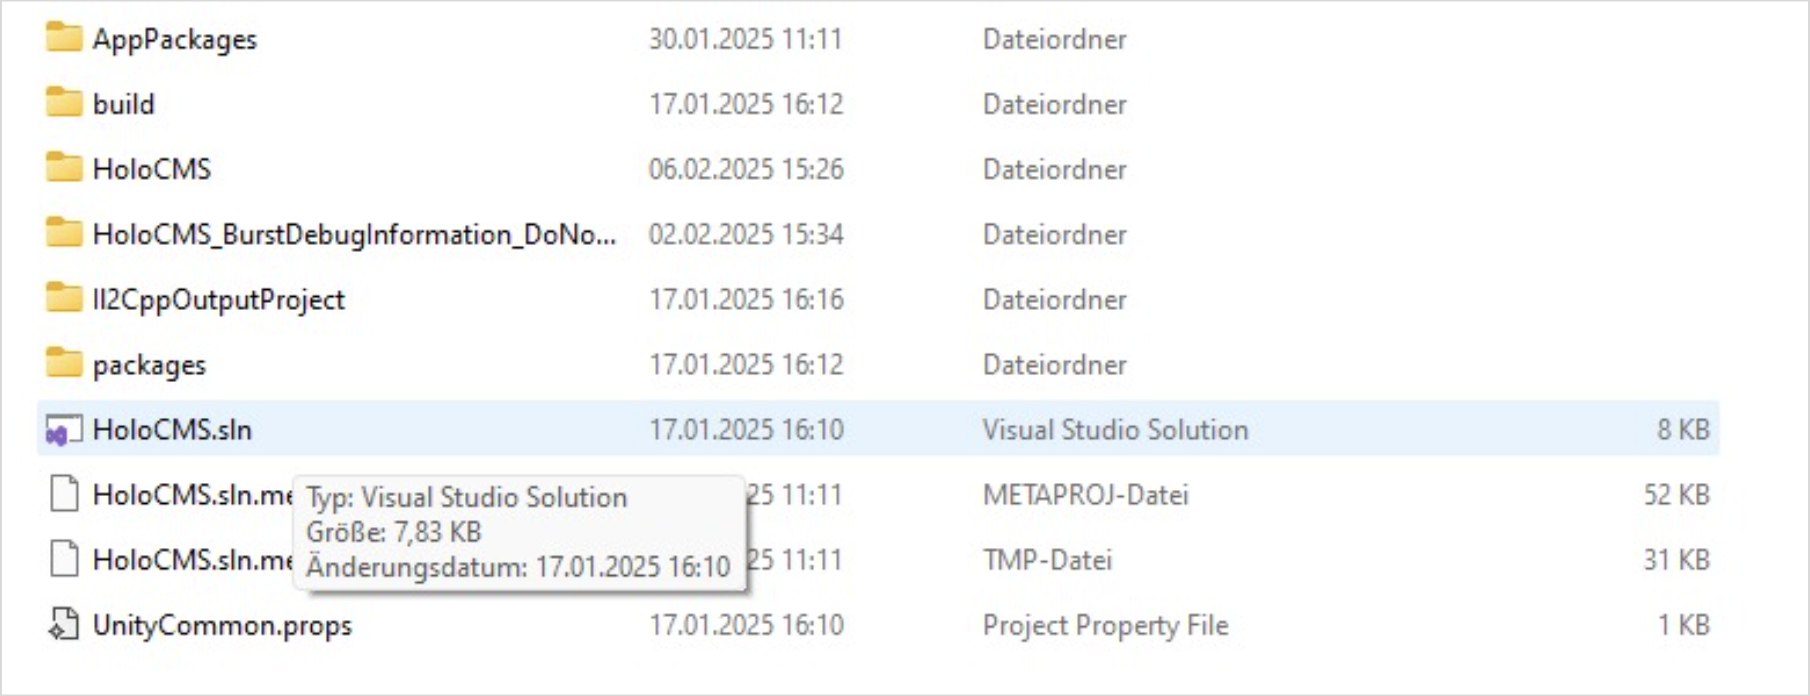 AppPackages 30.01.2025 11:11 Dateiordner
build 17.01.2025 16:12 Dateiordner
HoloCMS 06.02.2025 15:26 Dateiordner
HoloCMS_BurstDebugInformation_DoNo... 02.02.2025 15:34 Dateiordner
Il2CppOutputProject 17.01.2025 16:16 Dateiordner
packages 17.01.2025 16:12 Dateiordner
HoloCMS.sln 17.01.2025 16:10 Visual Studio Solution 8 KB
HoloCMS.sln.me 25 11:11 METAPROJ-Datei 52 KB
Typ: Visual Studio Solution
Größe: 7,83 KB
Änderungsdatum: 17.01.2025 16:10
HoloCMS.sln.me 25 11:11 TMP-Datei 31 KB
UnityCommon.props 17.01.2025 16:10 Project Property File 1 KB